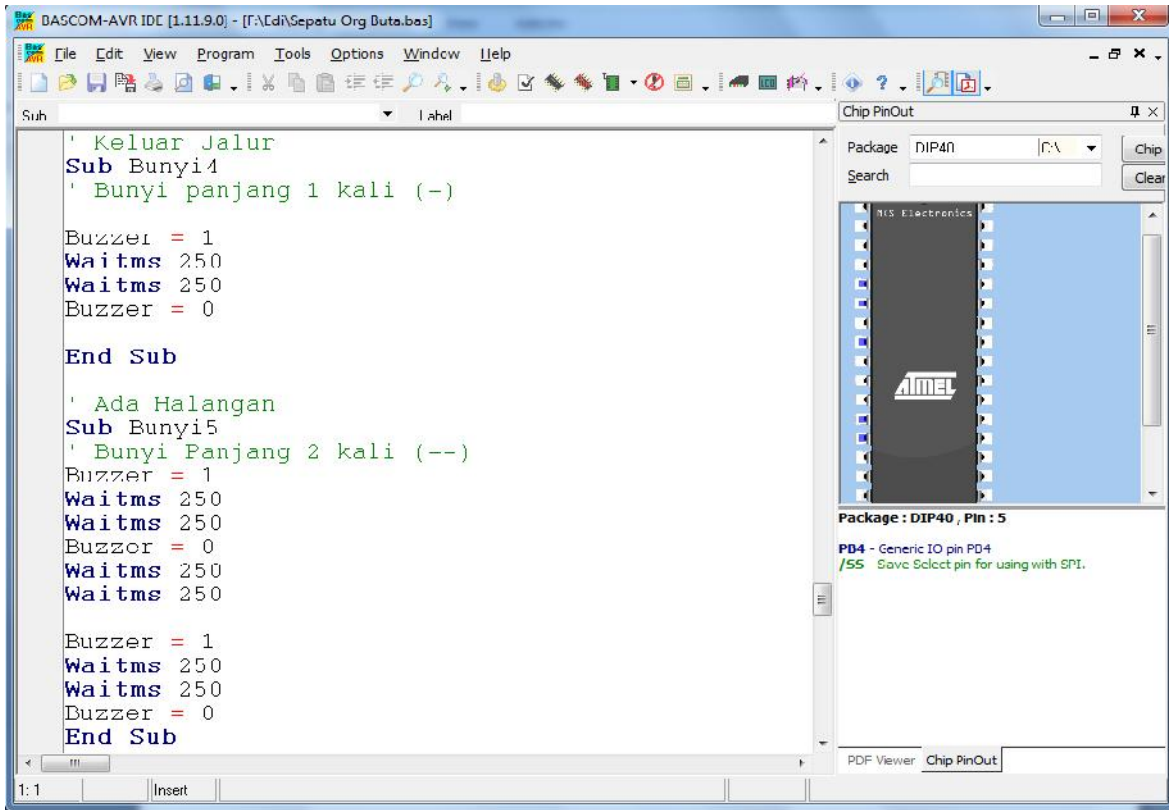 BASCOM-AVR IDE [1.11.9.0] - [F:\Edi\Sepatu Org Buta.bas]
File Edit View Program Tools Options Window Help
Sub Label
Chip PinOut
Package DIP40 Chip
Search Clear
MCS Electronics
ATMEL
' Keluar Jalur
Sub Bunyi4
' Bunyi panjang 1 kali (-)
Buzzer = 1
Waitms 250
Waitms 250
Buzzer = 0
End Sub
' Ada Halangan
Sub Bunyi5
' Bunyi Panjang 2 kali (--)
Buzzer = 1
Waitms 250
Waitms 250
Buzzer = 0
Waitms 250
Waitms 250
Buzzer = 1
Waitms 250
Waitms 250
Buzzer = 0
End Sub
Package : DIP40 , Pin : 5
PB4 - Generic IO pin PB4
/SS Save Select pin for using with SPI.
PDF Viewer Chip PinOut
1: 1 Insert